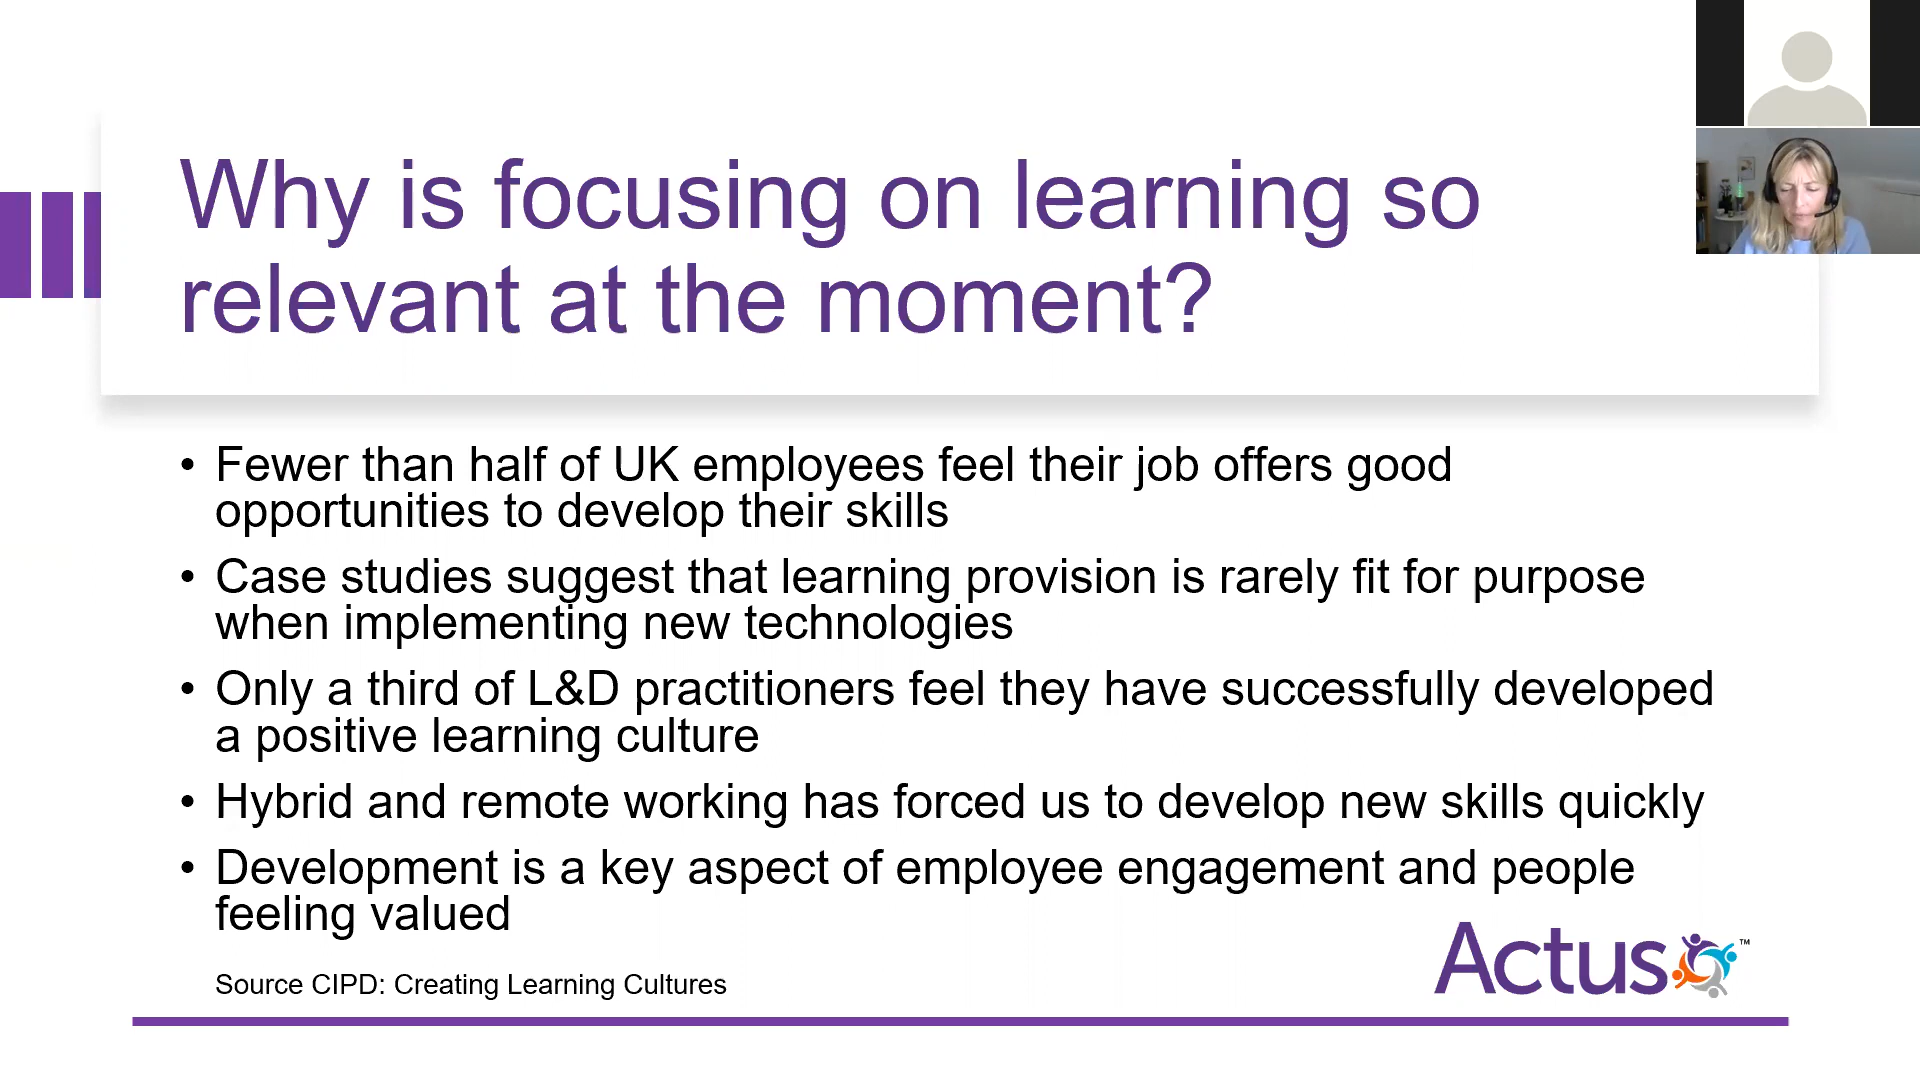 Why is focusing on learning so
relevant at the moment?
• Fewer than half of UK employees feel their job offers good
opportunities to develop their skills
• Case studies suggest that learning provision is rarely fit for purpose
when implementing new technologies
• Only a third of L&D practitioners feel they have successfully developed
a positive learning culture
• Hybrid and remote working has forced us to develop new skills quickly
• Development is a key aspect of employee engagement and people
feeling valued
Source CIPD: Creating Learning Cultures
Actus™